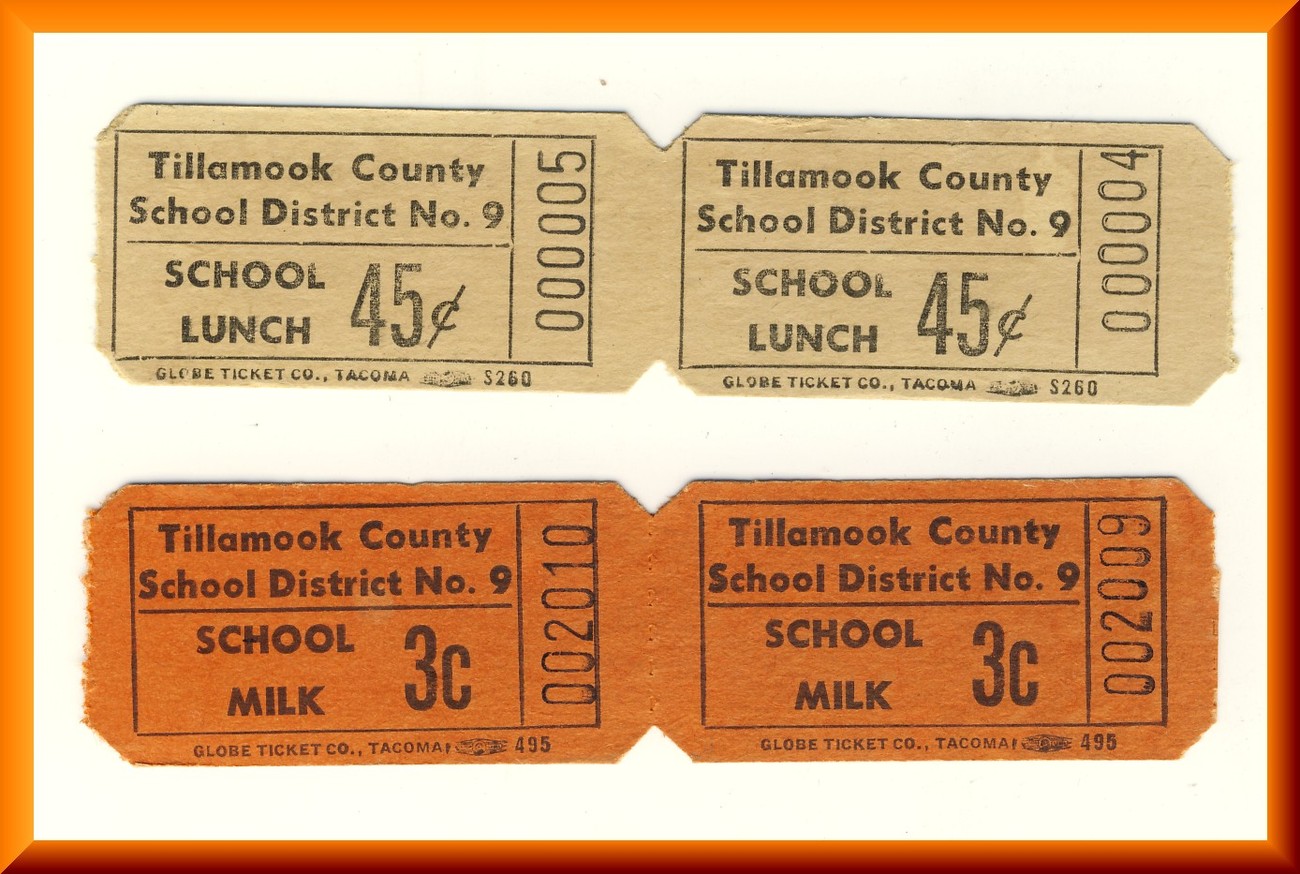 Tillamook County
School District No. 9
SCHOOL
LUNCH
45¢
000005
GLOBE TICKET CO., TACOMA S260
Tillamook County
School District No. 9
SCHOOL
LUNCH
45¢
000004
GLOBE TICKET CO., TACOMA S260
Tillamook County
School District No. 9
SCHOOL
MILK
3c
002010
GLOBE TICKET CO., TACOMA 495
Tillamook County
School District No. 9
SCHOOL
MILK
3c
002009
GLOBE TICKET CO., TACOMA 495